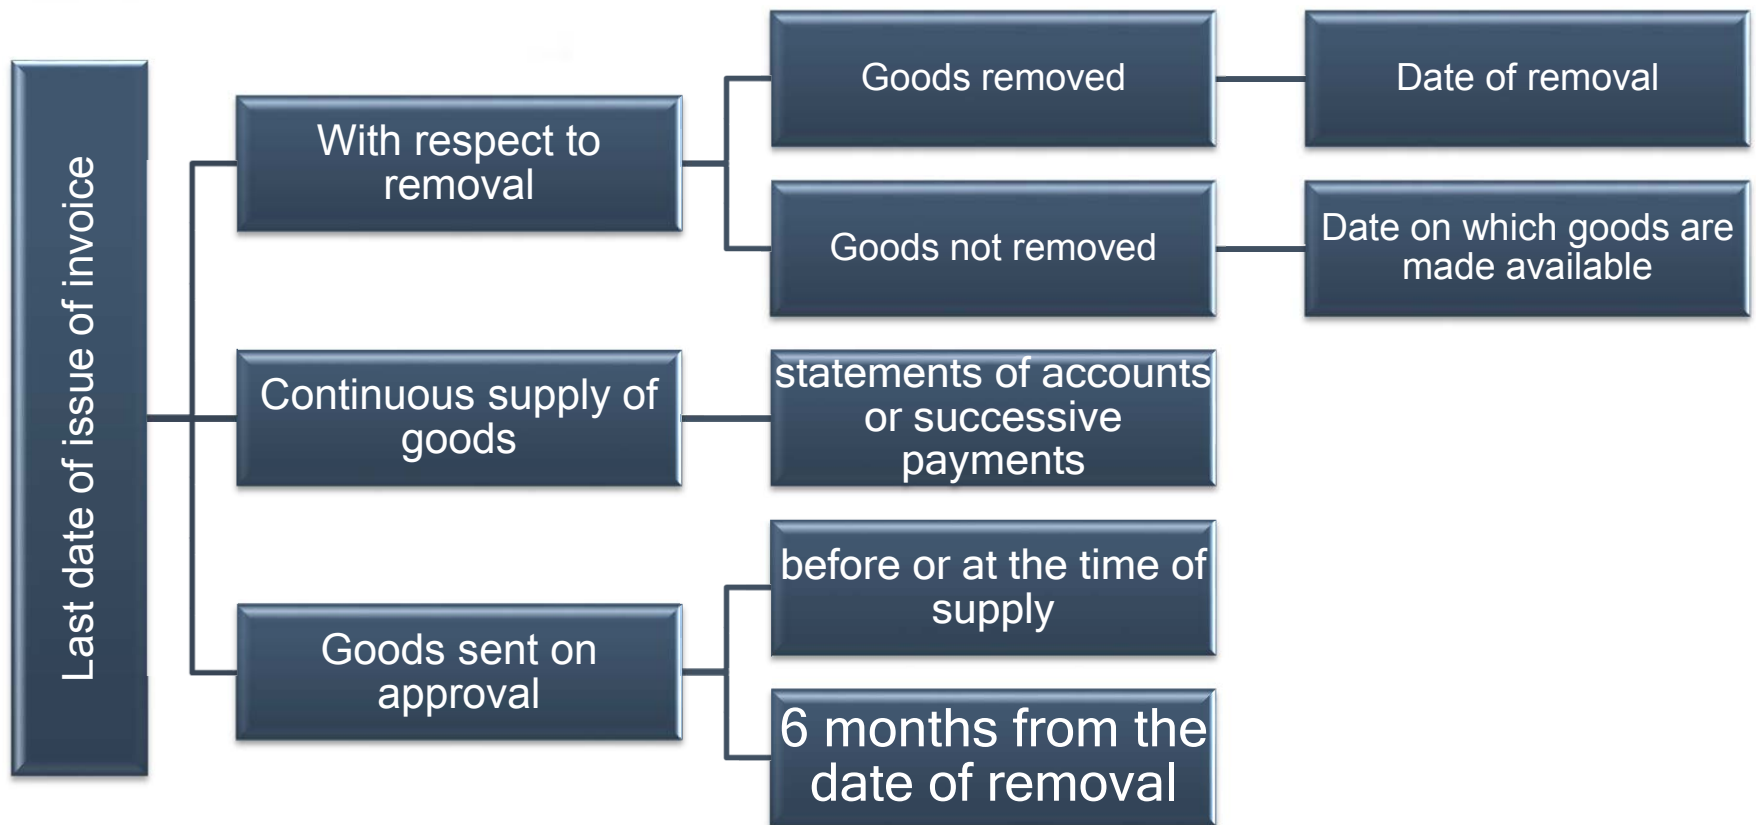 Last date of issue of invoice
With respect to
removal
Goods removed
Date of removal
Goods not removed
Date on which goods are
made available
Continuous supply of
goods
statements of accounts
or successive
payments
Goods sent on
approval
before or at the time of
supply
6 months from the
date of removal